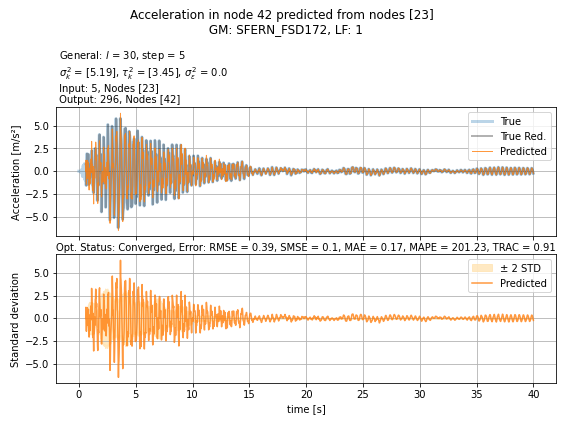 Acceleration in node 42 predicted from nodes [23]
GM: SFERN_FSD172, LF: 1
General: l = 30, step = 5
σ²ₖ = [5.19], τ²ₖ = [3.45], σ²ε = 0.0
Input: 5, Nodes [23]
Output: 296, Nodes [42]
Acceleration [m/s²]
5.0
2.5
0.0
−2.5
−5.0
True
True Red.
Predicted
Opt. Status: Converged, Error: RMSE = 0.39, SMSE = 0.1, MAE = 0.17, MAPE = 201.23, TRAC = 0.91
Standard deviation
5.0
2.5
0.0
−2.5
−5.0
± 2 STD
Predicted
0 5 10 15 20 25 30 35 40
time [s]